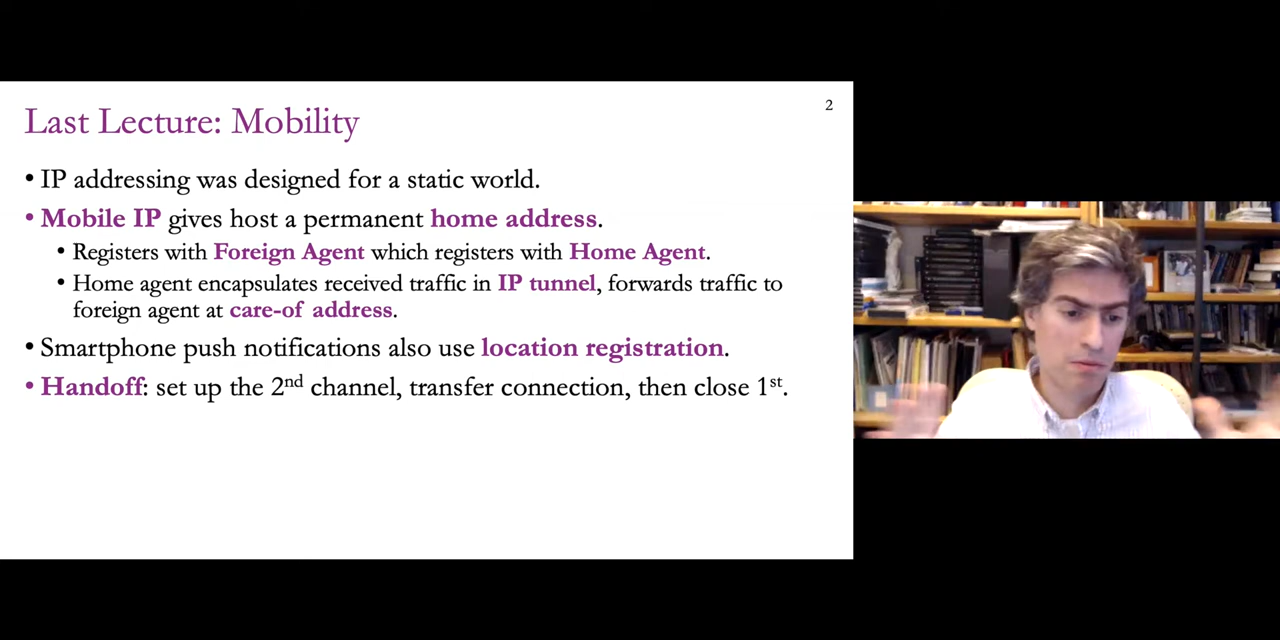 2
Last Lecture: Mobility
• IP addressing was designed for a static world.
• Mobile IP gives host a permanent home address.
• Registers with Foreign Agent which registers with Home Agent.
• Home agent encapsulates received traffic in IP tunnel, forwards traffic to
foreign agent at care-of address.
• Smartphone push notifications also use location registration.
• Handoff: set up the 2nd channel, transfer connection, then close 1st.